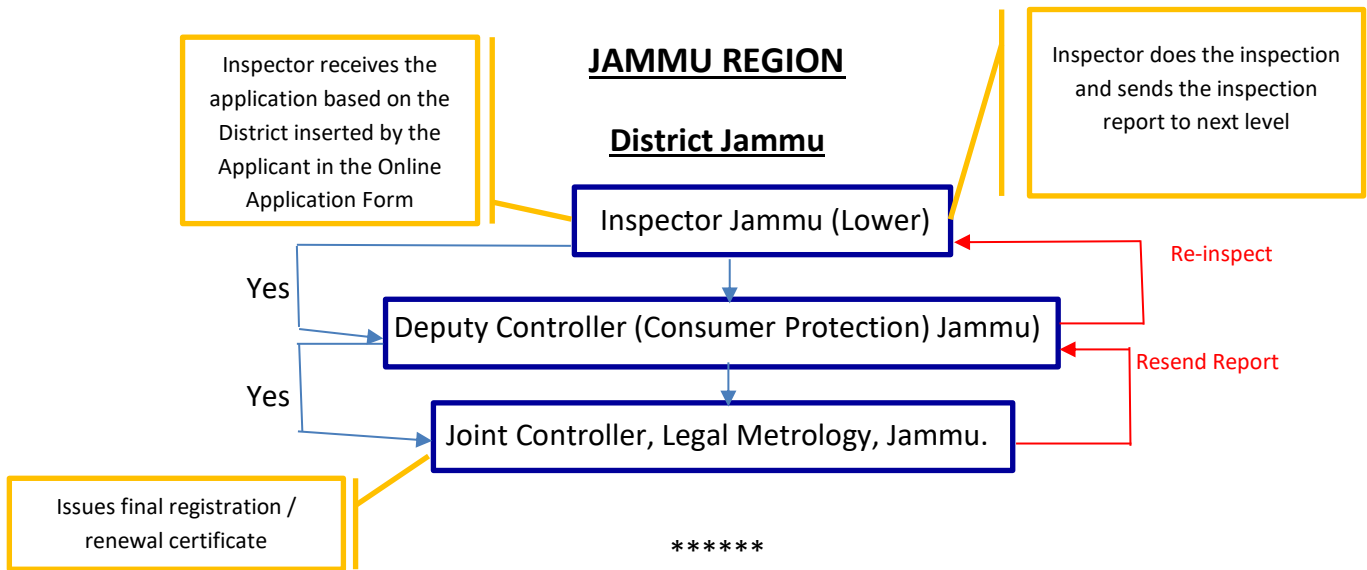 Inspector receives the
application based on the
District inserted by the
Applicant in the Online
Application Form
JAMMU REGION
District Jammu
Inspector does the inspection
and sends the inspection
report to next level
Inspector Jammu (Lower)
Re-inspect
Yes
Deputy Controller (Consumer Protection) Jammu)
Resend Report
Yes
Joint Controller, Legal Metrology, Jammu.
Issues final registration /
renewal certificate
******